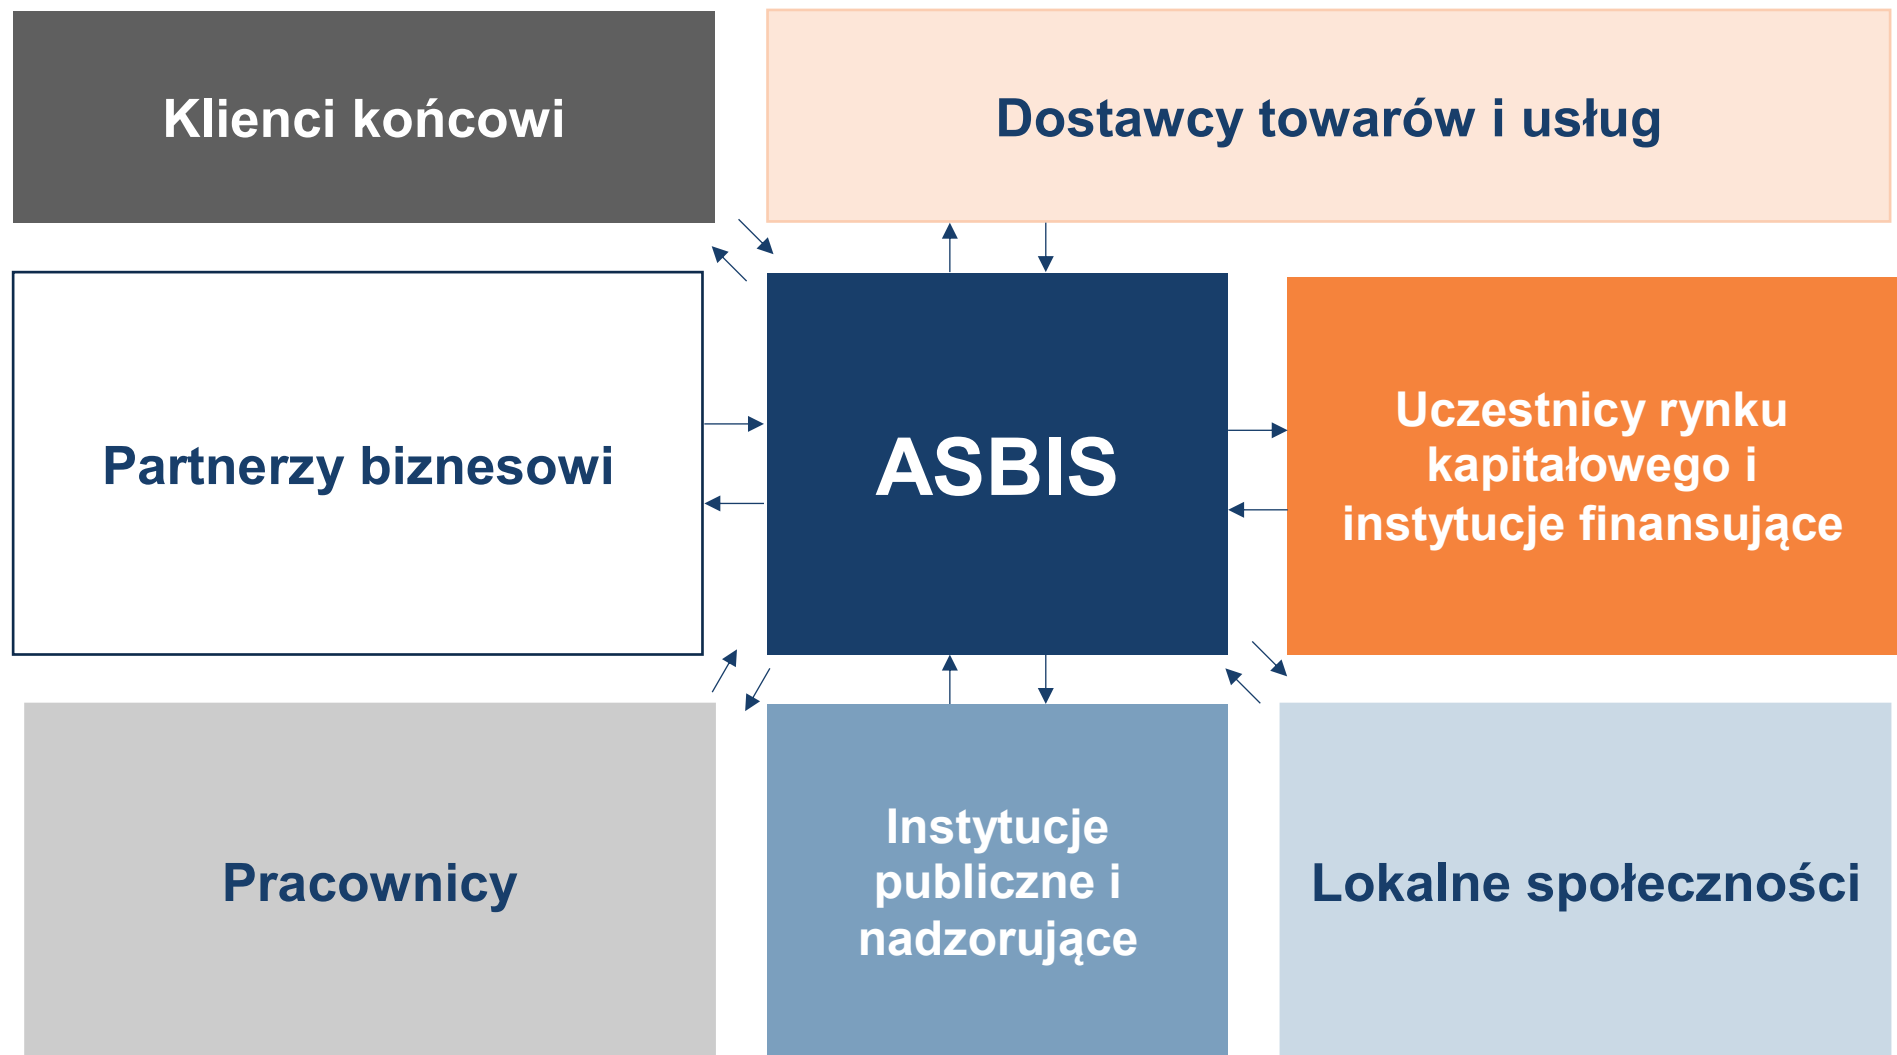 Klienci końcowi
Dostawcy towarów i usług
Partnerzy biznesowi
ASBIS
Uczestnicy rynku
kapitałowego i
instytucje finansujące
Pracownicy
Instytucje
publiczne i
nadzorujące
Lokalne społeczności